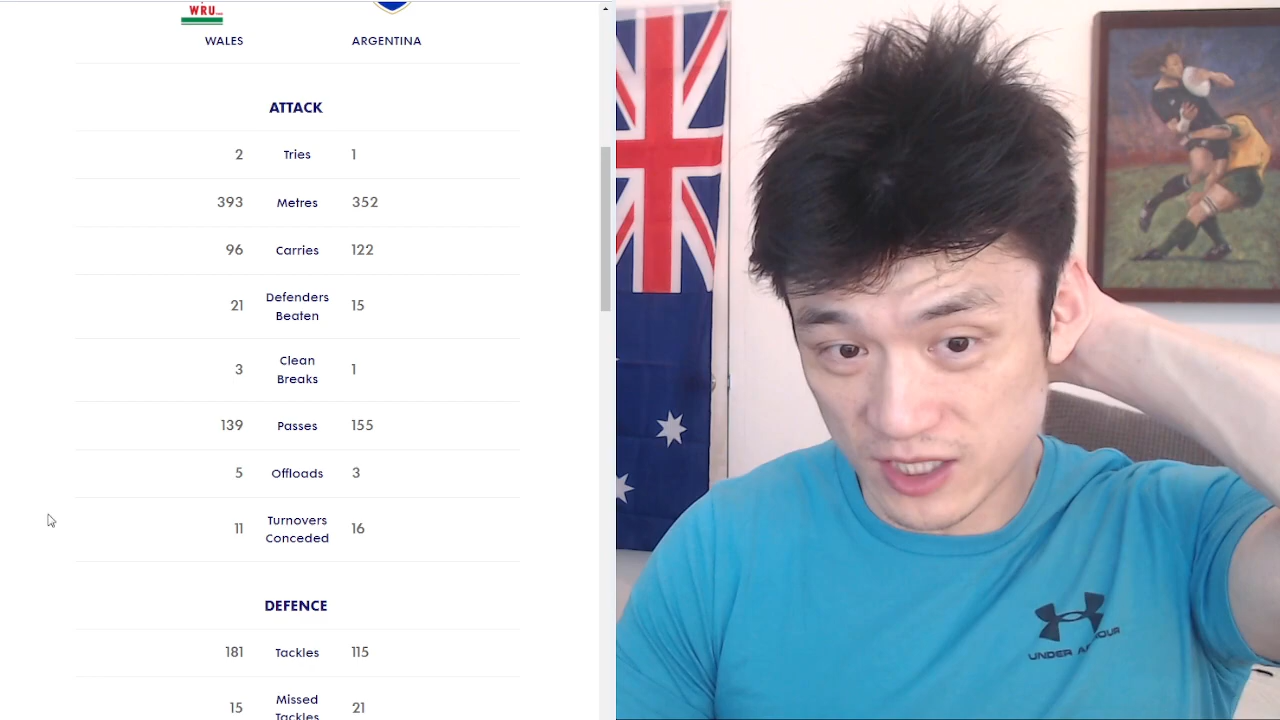 WRU
WALES ARGENTINA
ATTACK
2 Tries 1
393 Metres 352
96 Carries 122
21 Defenders Beaten 15
3 Clean Breaks 1
139 Passes 155
5 Offloads 3
11 Turnovers Conceded 16
DEFENCE
181 Tackles 115
15 Missed Tackles 21
UNDER ARMOUR